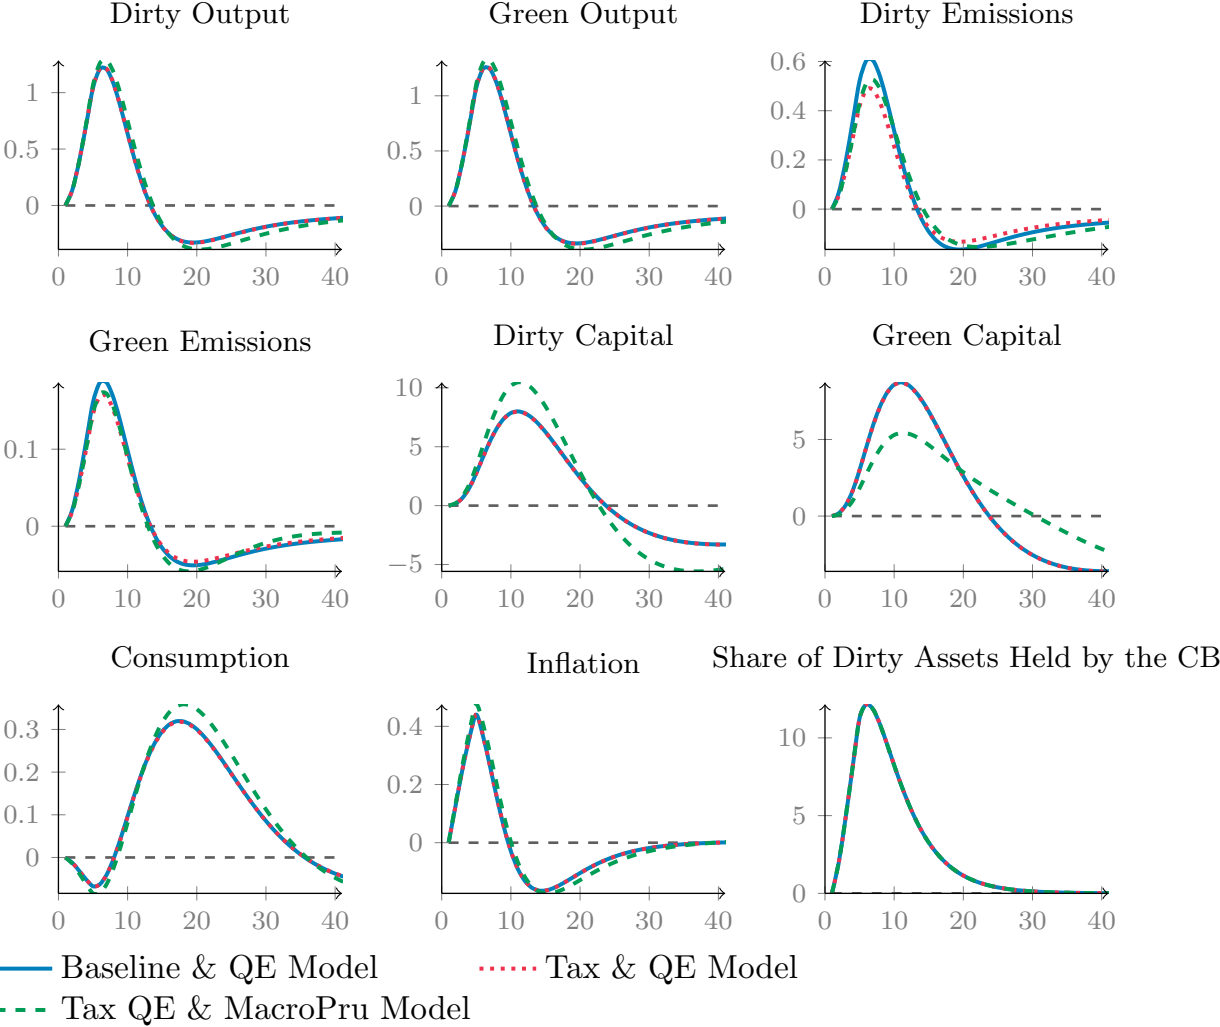 Dirty Output
Green Output
Dirty Emissions
1
0.5
0
0 10 20 30 40
1
0.5
0
0 10 20 30 40
0.6
0.4
0.2
0
0 10 20 30 40
Green Emissions
Dirty Capital
Green Capital
0.1
0
0 10 20 30 40
10
5
0
−5
0 10 20 30 40
5
0
0 10 20 30 40
Consumption
Inflation
Share of Dirty Assets Held by the CB
0.3
0.2
0.1
0
0 10 20 30 40
0.4
0.2
0
0 10 20 30 40
10
5
0
0 10 20 30 40
Baseline & QE Model
Tax & QE Model
Tax QE & MacroPru Model